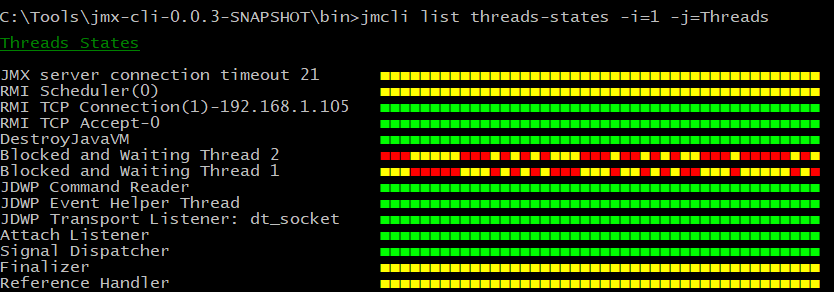 C:\Tools\jmx-cli-0.0.3-SNAPSHOT\bin>jmcli list threads-states -i=1 -j=Threads
Threads States
JMX server connection timeout 21
RMI Scheduler(0)
RMI TCP Connection(1)-192.168.1.105
RMI TCP Accept-0
DestroyJavaVM
Blocked and Waiting Thread 2
Blocked and Waiting Thread 1
JDWP Command Reader
JDWP Event Helper Thread
JDWP Transport Listener: dt_socket
Attach Listener
Signal Dispatcher
Finalizer
Reference Handler